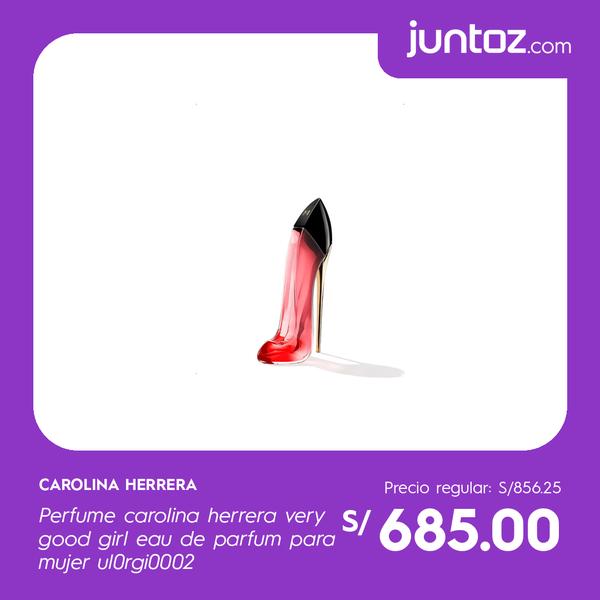 juntoz.com
CAROLINA HERRERA
Perfume carolina herrera very
good girl eau de parfum para
mujer ul0rgi0002
Precio regular: S/856.25
S/ 685.00